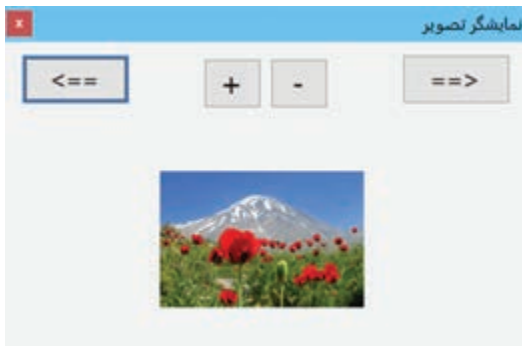 نمایشگر تصویر
x
<==
+
-
==>